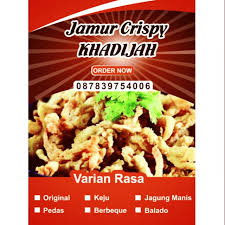 Jamur Crispy
KHADIJAH
ORDER NOW
087839754006
Varian Rasa
Original Keju Jagung Manis
Pedas Berbeque Balado